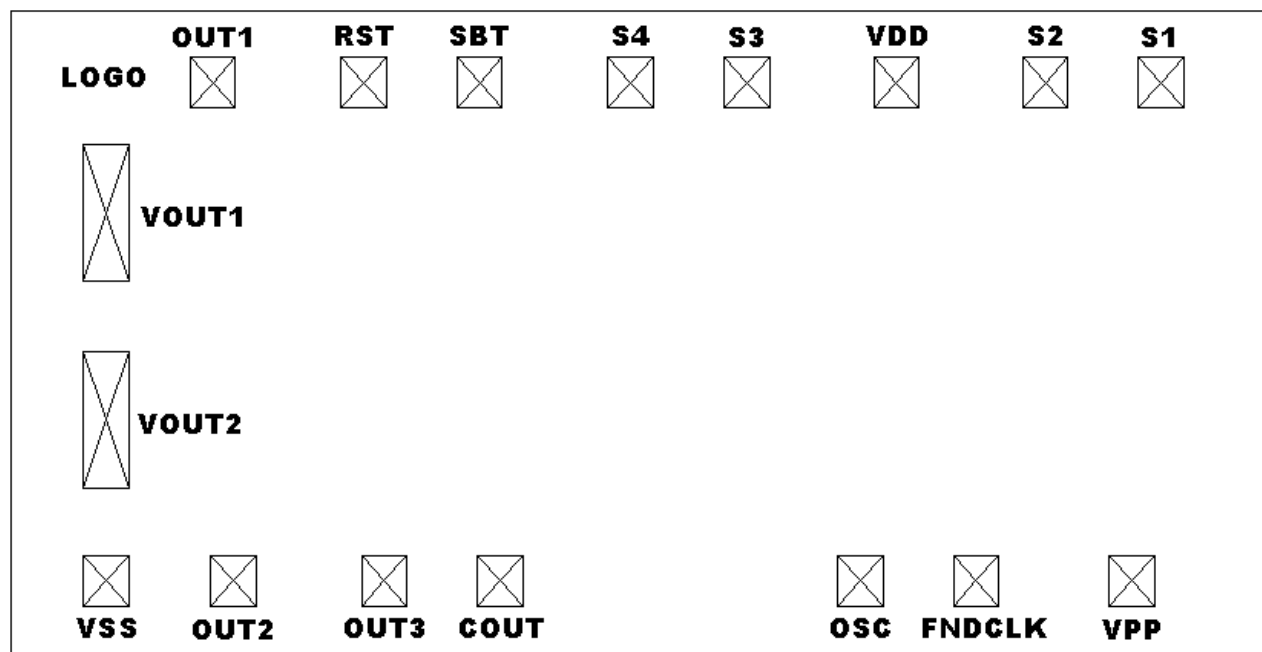 OUT1 RST SBT S4 S3 VDD S2 S1
LOGO
VOUT1
VOUT2
VSS OUT2 OUT3 COUT OSC FNDCLK VPP